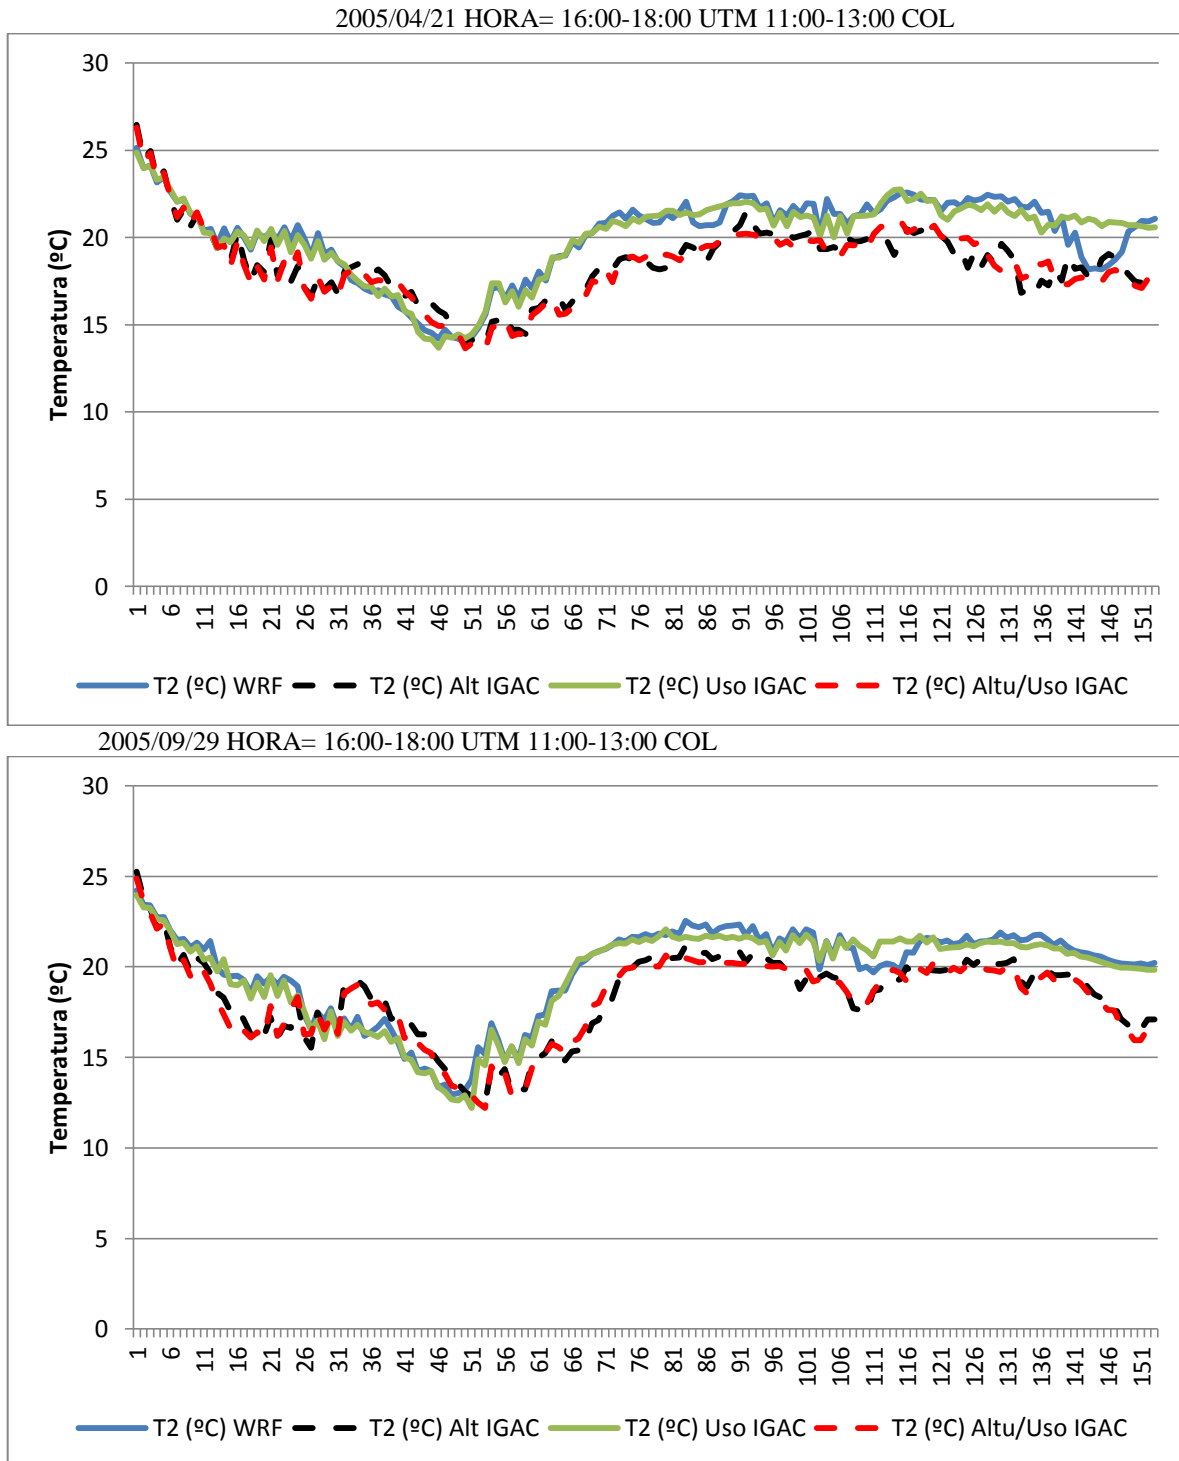 2005/04/21 HORA= 16:00-18:00 UTM 11:00-13:00 COL
30
25
20
15
10
5
0
Temperatura (ºC)
1 6 11 16 21 26 31 36 41 46 51 56 61 66 71 76 81 86 91 96 101 106 111 116 121 126 131 136 141 146 151
T2 (ºC) WRF T2 (ºC) Alt IGAC T2 (ºC) Uso IGAC T2 (ºC) Altu/Uso IGAC
2005/09/29 HORA= 16:00-18:00 UTM 11:00-13:00 COL
30
25
20
15
10
5
0
Temperatura (ºC)
1 6 11 16 21 26 31 36 41 46 51 56 61 66 71 76 81 86 91 96 101 106 111 116 121 126 131 136 141 146 151
T2 (ºC) WRF T2 (ºC) Alt IGAC T2 (ºC) Uso IGAC T2 (ºC) Altu/Uso IGAC